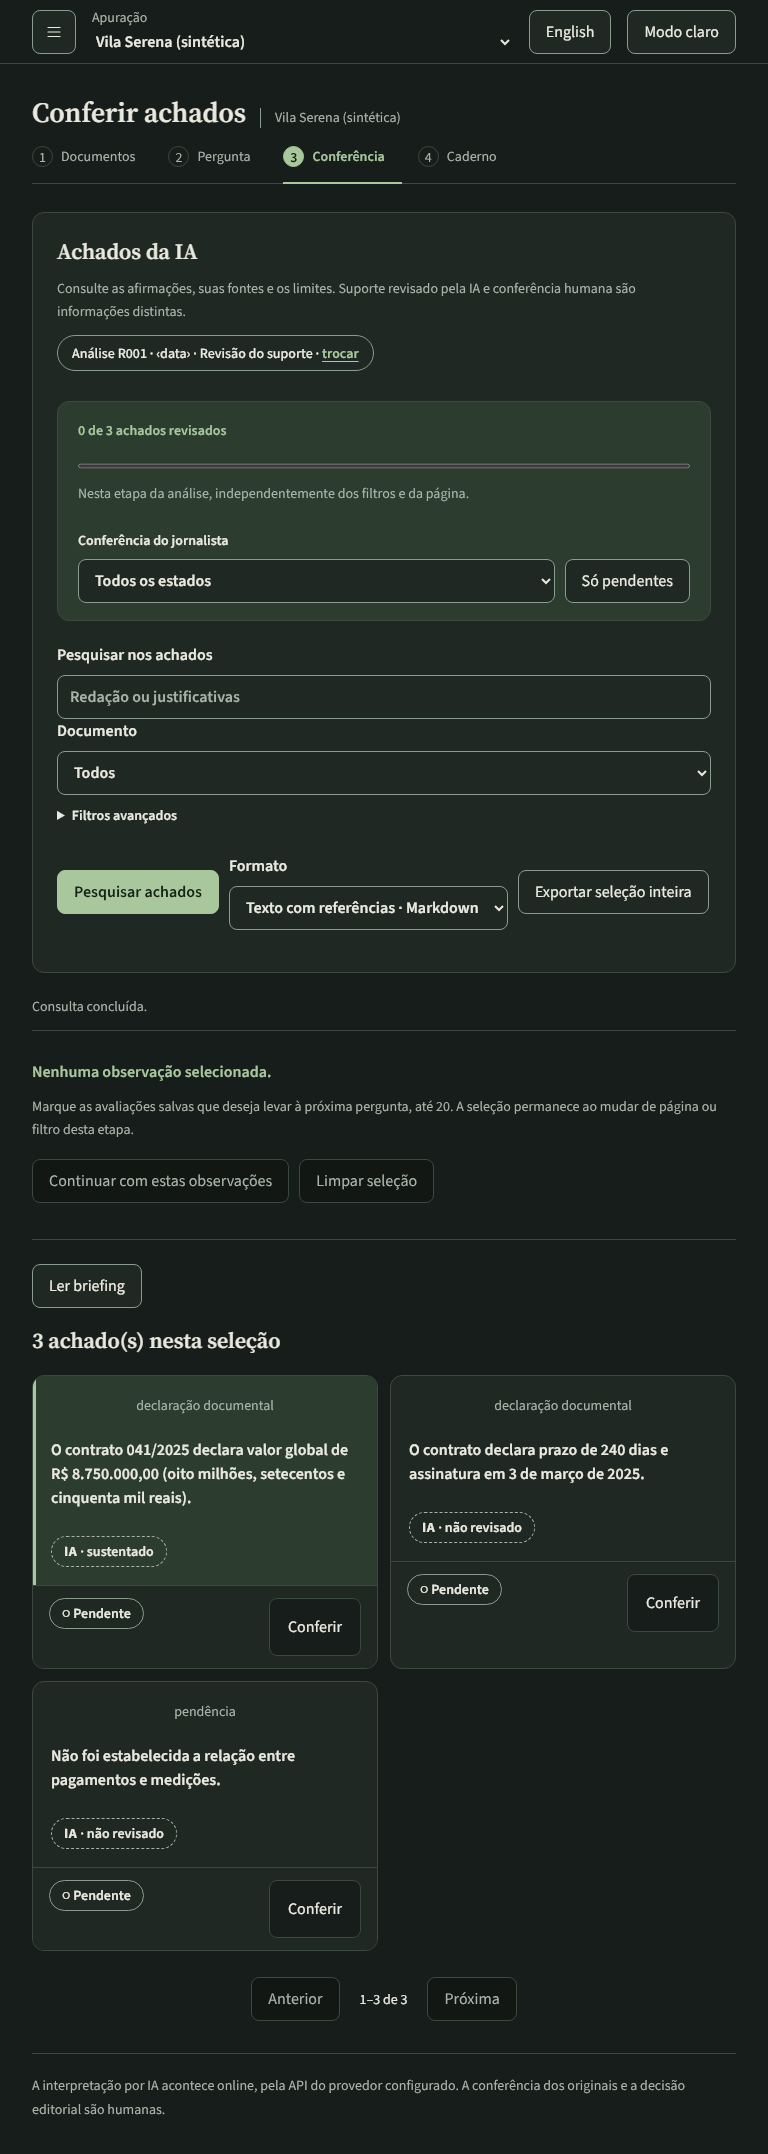 Apuração
Vila Serena (sintética)
English
Modo claro
Conferir achados
Vila Serena (sintética)
1 Documentos
2 Pergunta
3 Conferência
4 Caderno
Achados da IA
Consulte as afirmações, suas fontes e os limites. Suporte revisado pela IA e conferência humana são
informações distintas.
Análise R001 · ‹data› · Revisão do suporte · trocar
0 de 3 achados revisados
Nesta etapa da análise, independentemente dos filtros e da página.
Conferência do jornalista
Todos os estados
Só pendentes
Pesquisar nos achados
Redação ou justificativas
Documento
Todos
Filtros avançados
Pesquisar achados
Formato
Texto com referências · Markdown
Exportar seleção inteira
Consulta concluída.
Nenhuma observação selecionada.
Marque as avaliações salvas que deseja levar à próxima pergunta, até 20. A seleção permanece ao mudar de página ou
filtro desta etapa.
Continuar com estas observações
Limpar seleção
Ler briefing
3 achado(s) nesta seleção
declaração documental
O contrato 041/2025 declara valor global de
R$ 8.750.000,00 (oito milhões, setecentos e
cinquenta mil reais).
IA · sustentado
Pendente
Conferir
declaração documental
O contrato declara prazo de 240 dias e
assinatura em 3 de março de 2025.
IA · não revisado
Pendente
Conferir
pendência
Não foi estabelecida a relação entre
pagamentos e medições.
IA · não revisado
Pendente
Conferir
Anterior
1–3 de 3
Próxima
A interpretação por IA acontece online, pela API do provedor configurado. A conferência dos originais e a decisão
editorial são humanas.